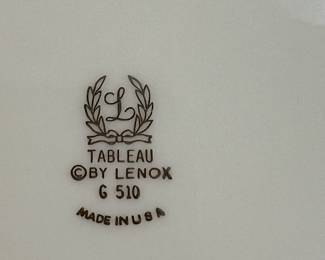 L
TABLEAU
©BY LENOX
G 510
MADE IN USA